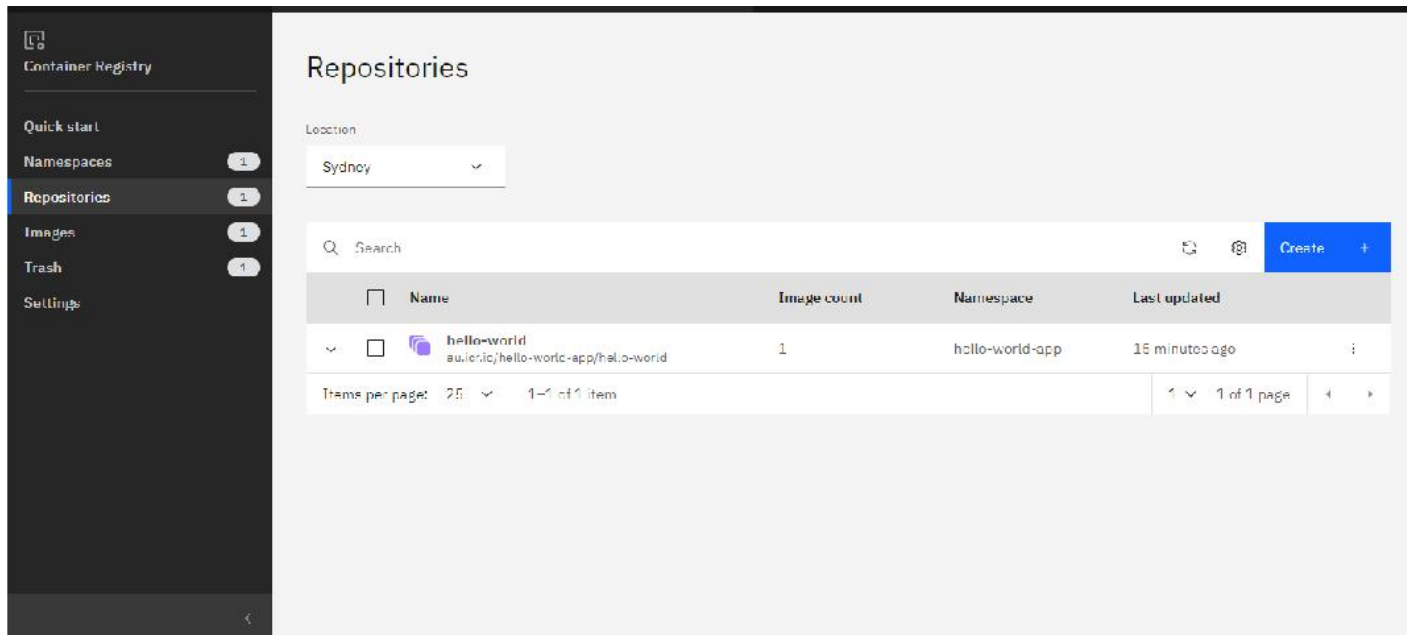 Container Registry
Quick start
Namespaces 1
Repositories 1
Images 1
Trash 1
Settings
Repositories
Location
Sydney
Search
Create +
Name Image count Namespace Last updated
hello-world 1 hello-world-app 15 minutes ago
au.icr.io/hello-world-app/hello-world
Items per page: 25 1–1 of 1 item 1 1 of 1 page